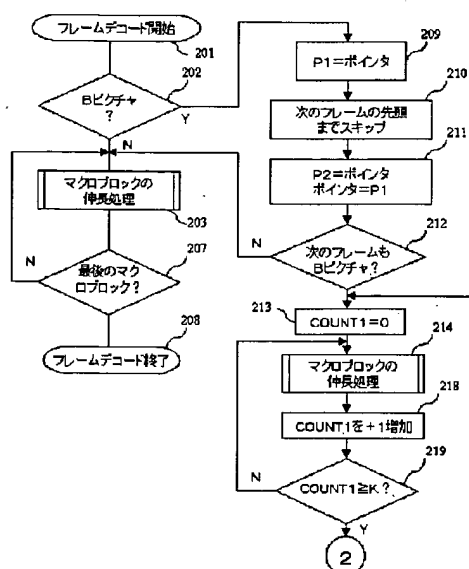 フレームデコード開始
201
202
Bピクチャ
?
Y
N
マクロブロックの
伸長処理
203
207
N
最後のマク
ロブロック?
208
フレームデコード終了
209
P1=ポインタ
210
次のフレームの先頭
までスキップ
211
P2=ポインタ
ポインタ=P1
212
N
次のフレームも
Bピクチャ?
213
COUNT1=0
214
マクロブロックの
伸長処理
218
COUNT1を+1増加
219
N
COUNT1≧K?
Y
2